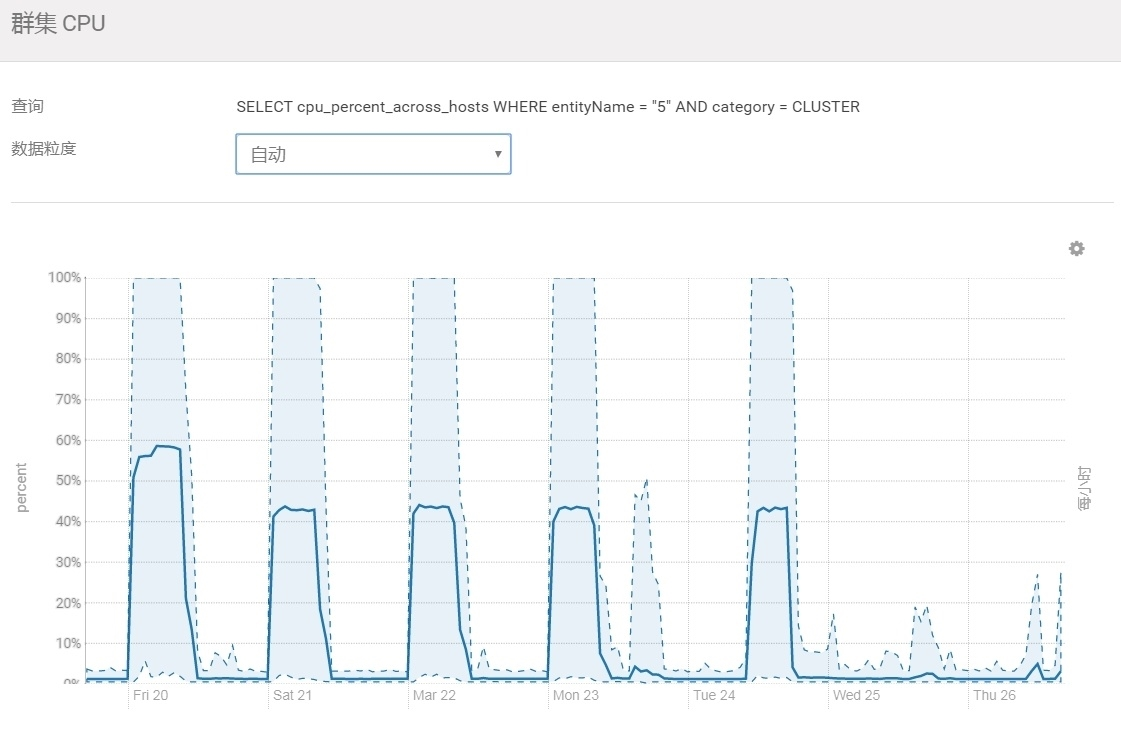 群集 CPU
查询 SELECT cpu_percent_across_hosts WHERE entityName = "5" AND category = CLUSTER
数据粒度 自动
100%
90%
80%
70%
60%
50%
40%
30%
20%
10%
0%
percent
每小时
Fri 20 Sat 21 Mar 22 Mon 23 Tue 24 Wed 25 Thu 26